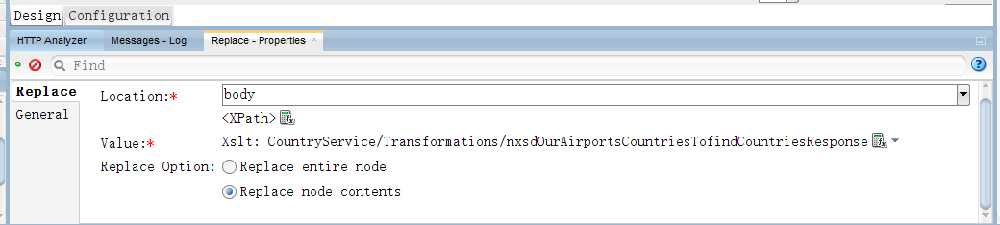 Design Configuration
HTTP Analyzer Messages - Log Replace - Properties
Find
Replace
General
Location:* body
<XPath>
Value:* Xslt: CountryService/Transformations/nxsdOurAirportsCountriesTofindCountriesResponse
Replace Option: Replace entire node
Replace node contents